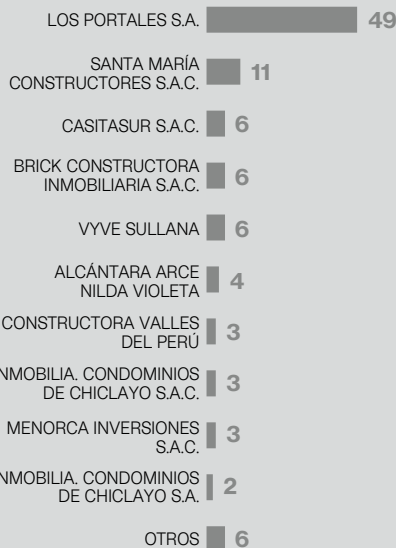 LOS PORTALES S.A. 49
SANTA MARÍA
CONSTRUCTORES S.A.C. 11
CASITASUR S.A.C. 6
BRICK CONSTRUCTORA
INMOBILIARIA S.A.C. 6
VYVE SULLANA 6
ALCÁNTARA ARCE
NILDA VIOLETA 4
CONSTRUCTORA VALLES
DEL PERÚ 3
NMOBILIA. CONDOMINIOS
DE CHICLAYO S.A.C. 3
MENORCA INVERSIONES
S.A.C. 3
NMOBILIA. CONDOMINIOS
DE CHICLAYO S.A. 2
OTROS 6